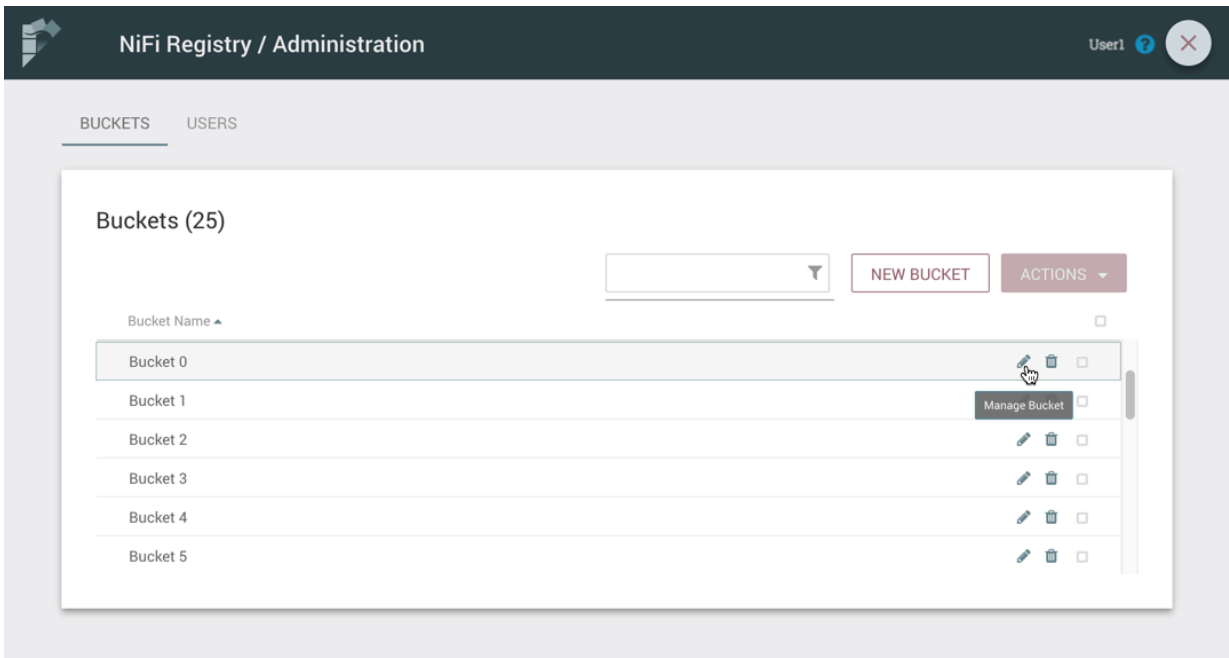 NiFi Registry / Administration
User1 ?
BUCKETS USERS
Buckets (25)
NEW BUCKET ACTIONS
Bucket Name
Bucket 0
Bucket 1
Manage Bucket
Bucket 2
Bucket 3
Bucket 4
Bucket 5